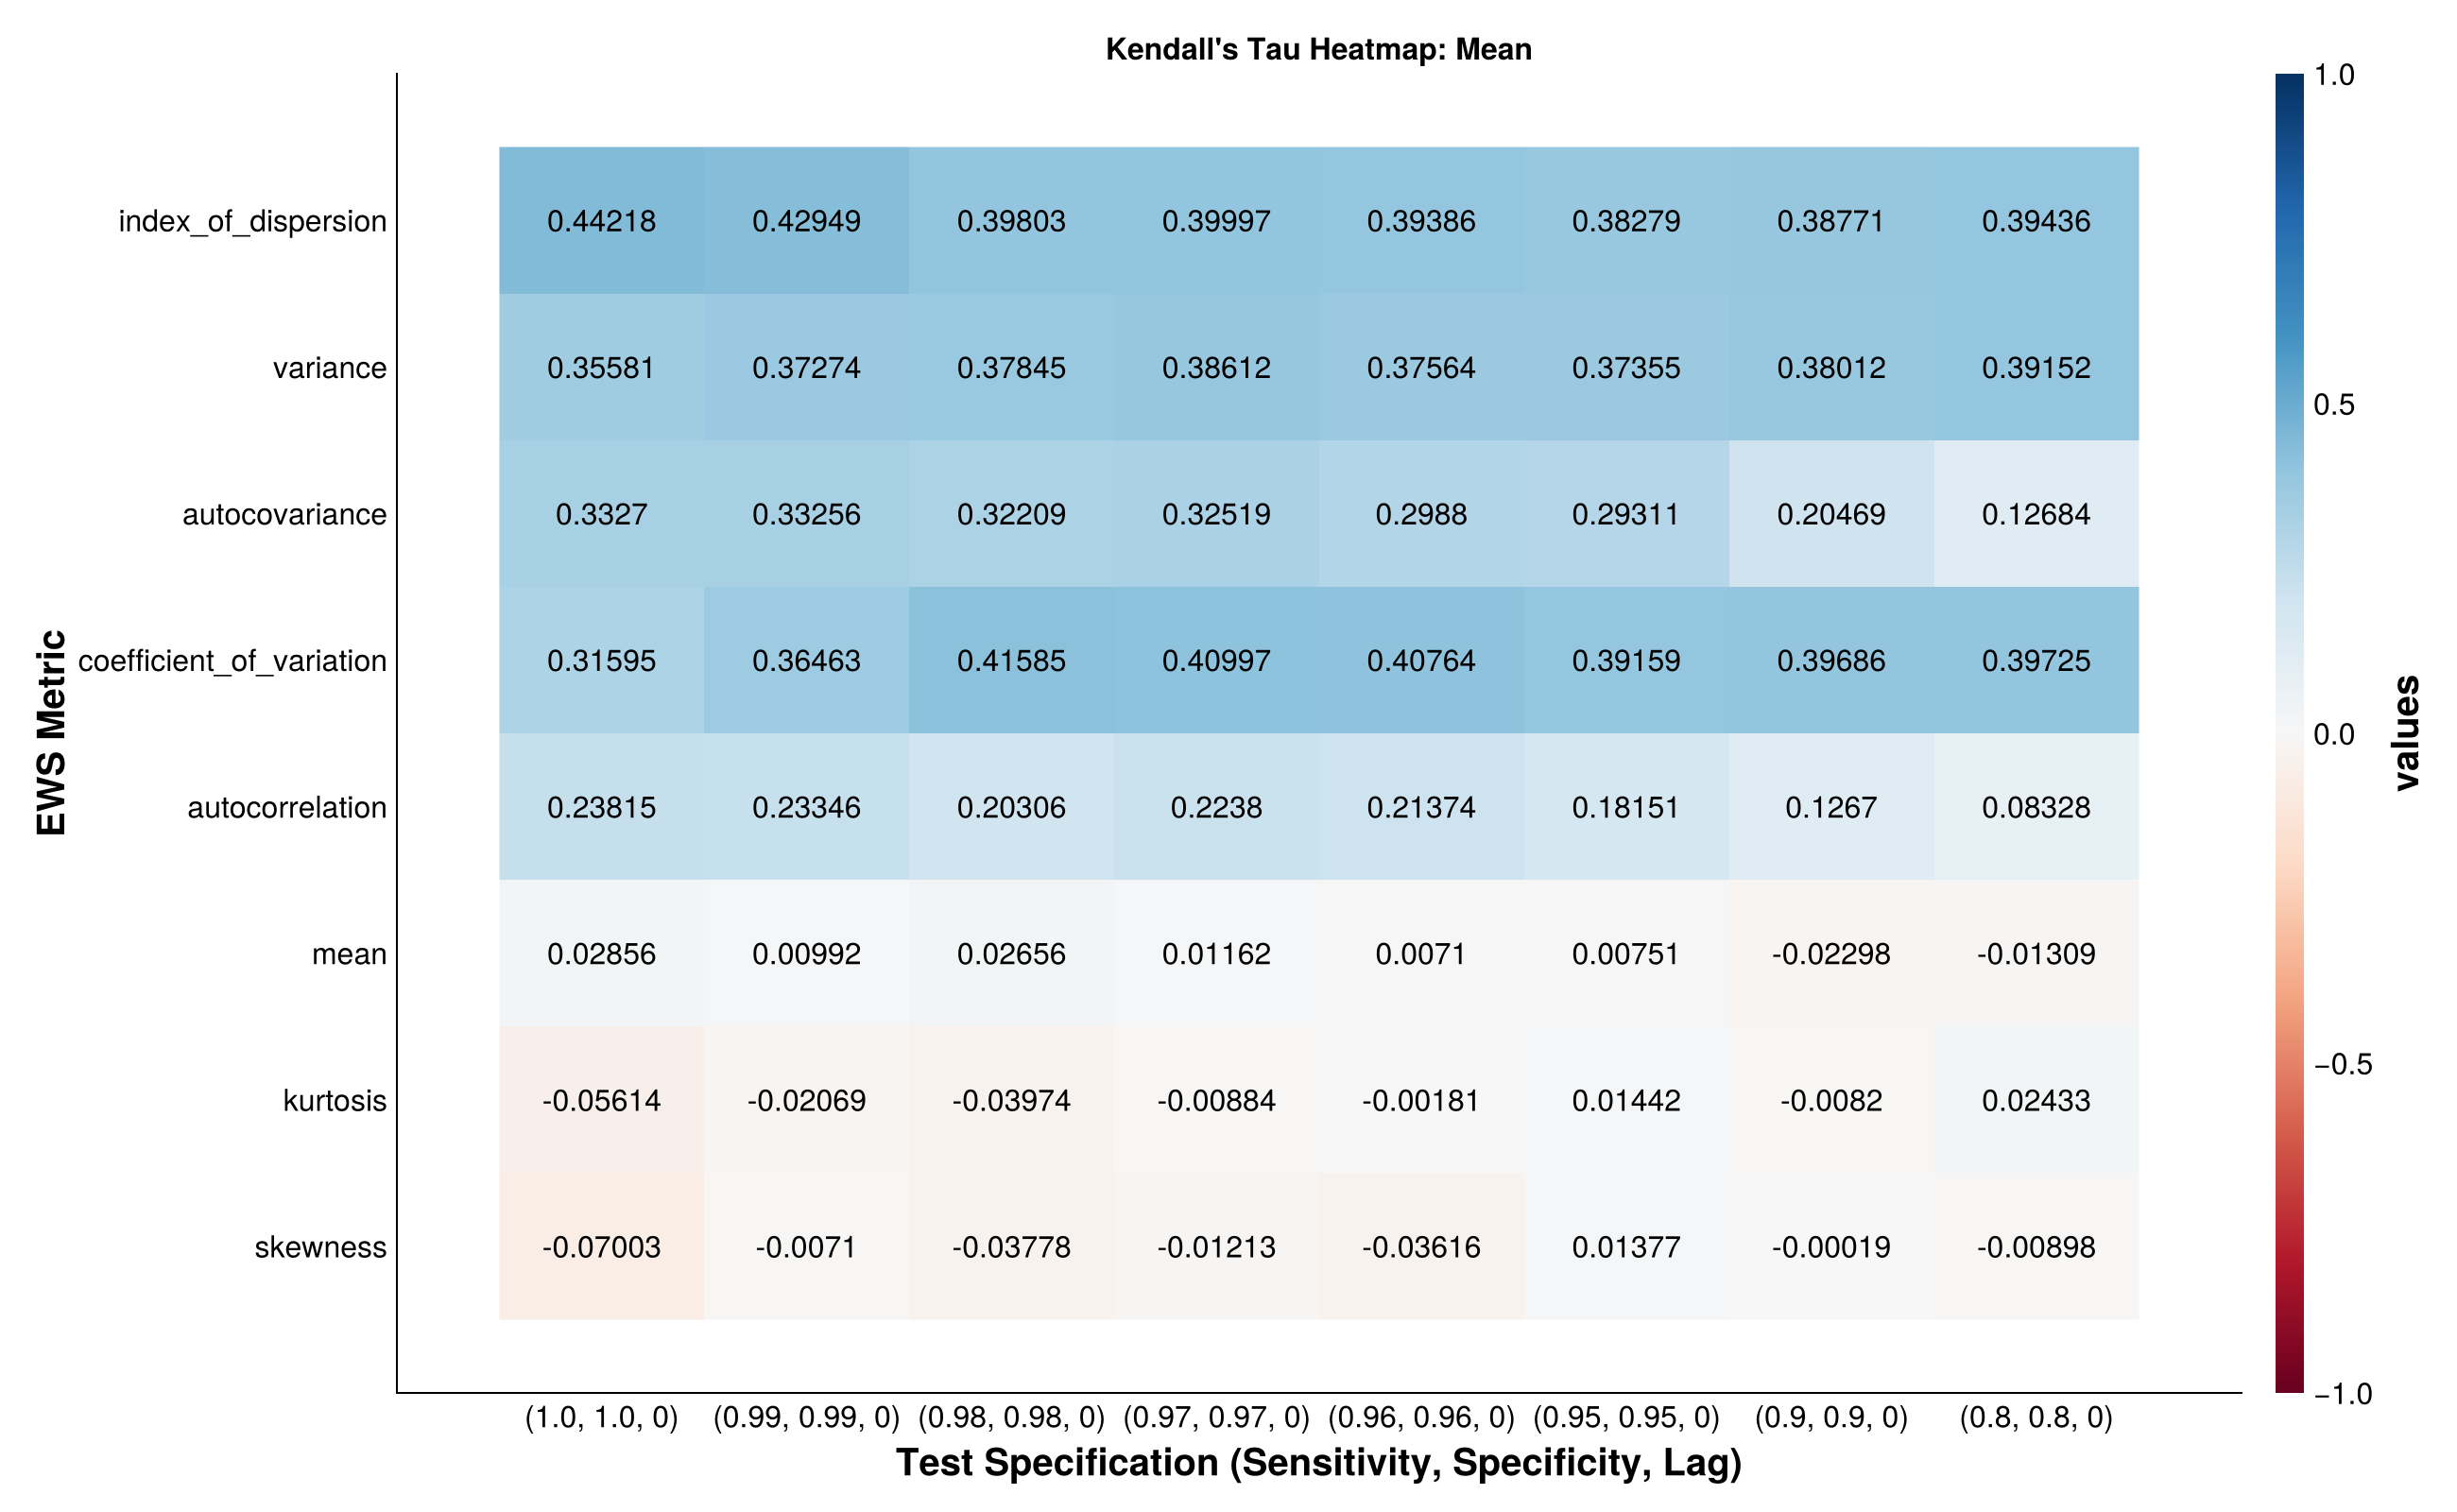 Kendall's Tau Heatmap: Mean
index_of_dispersion 0.44218 0.42949 0.39803 0.39997 0.39386 0.38279 0.38771 0.39436
variance 0.35581 0.37274 0.37845 0.38612 0.37564 0.37355 0.38012 0.39152
autocovariance 0.3327 0.33256 0.32209 0.32519 0.2988 0.29311 0.20469 0.12684
coefficient_of_variation 0.31595 0.36463 0.41585 0.40997 0.40764 0.39159 0.39686 0.39725
autocorrelation 0.23815 0.23346 0.20306 0.2238 0.21374 0.18151 0.1267 0.08328
mean 0.02856 0.00992 0.02656 0.01162 0.0071 0.00751 -0.02298 -0.01309
kurtosis -0.05614 -0.02069 -0.03974 -0.00884 -0.00181 0.01442 -0.0082 0.02433
skewness -0.07003 -0.0071 -0.03778 -0.01213 -0.03616 0.01377 -0.00019 -0.00898
(1.0, 1.0, 0) (0.99, 0.99, 0) (0.98, 0.98, 0) (0.97, 0.97, 0) (0.96, 0.96, 0) (0.95, 0.95, 0) (0.9, 0.9, 0) (0.8, 0.8, 0)
Test Specification (Sensitivity, Specificity, Lag)
EWS Metric
1.0
0.5
0.0
−0.5
−1.0
values